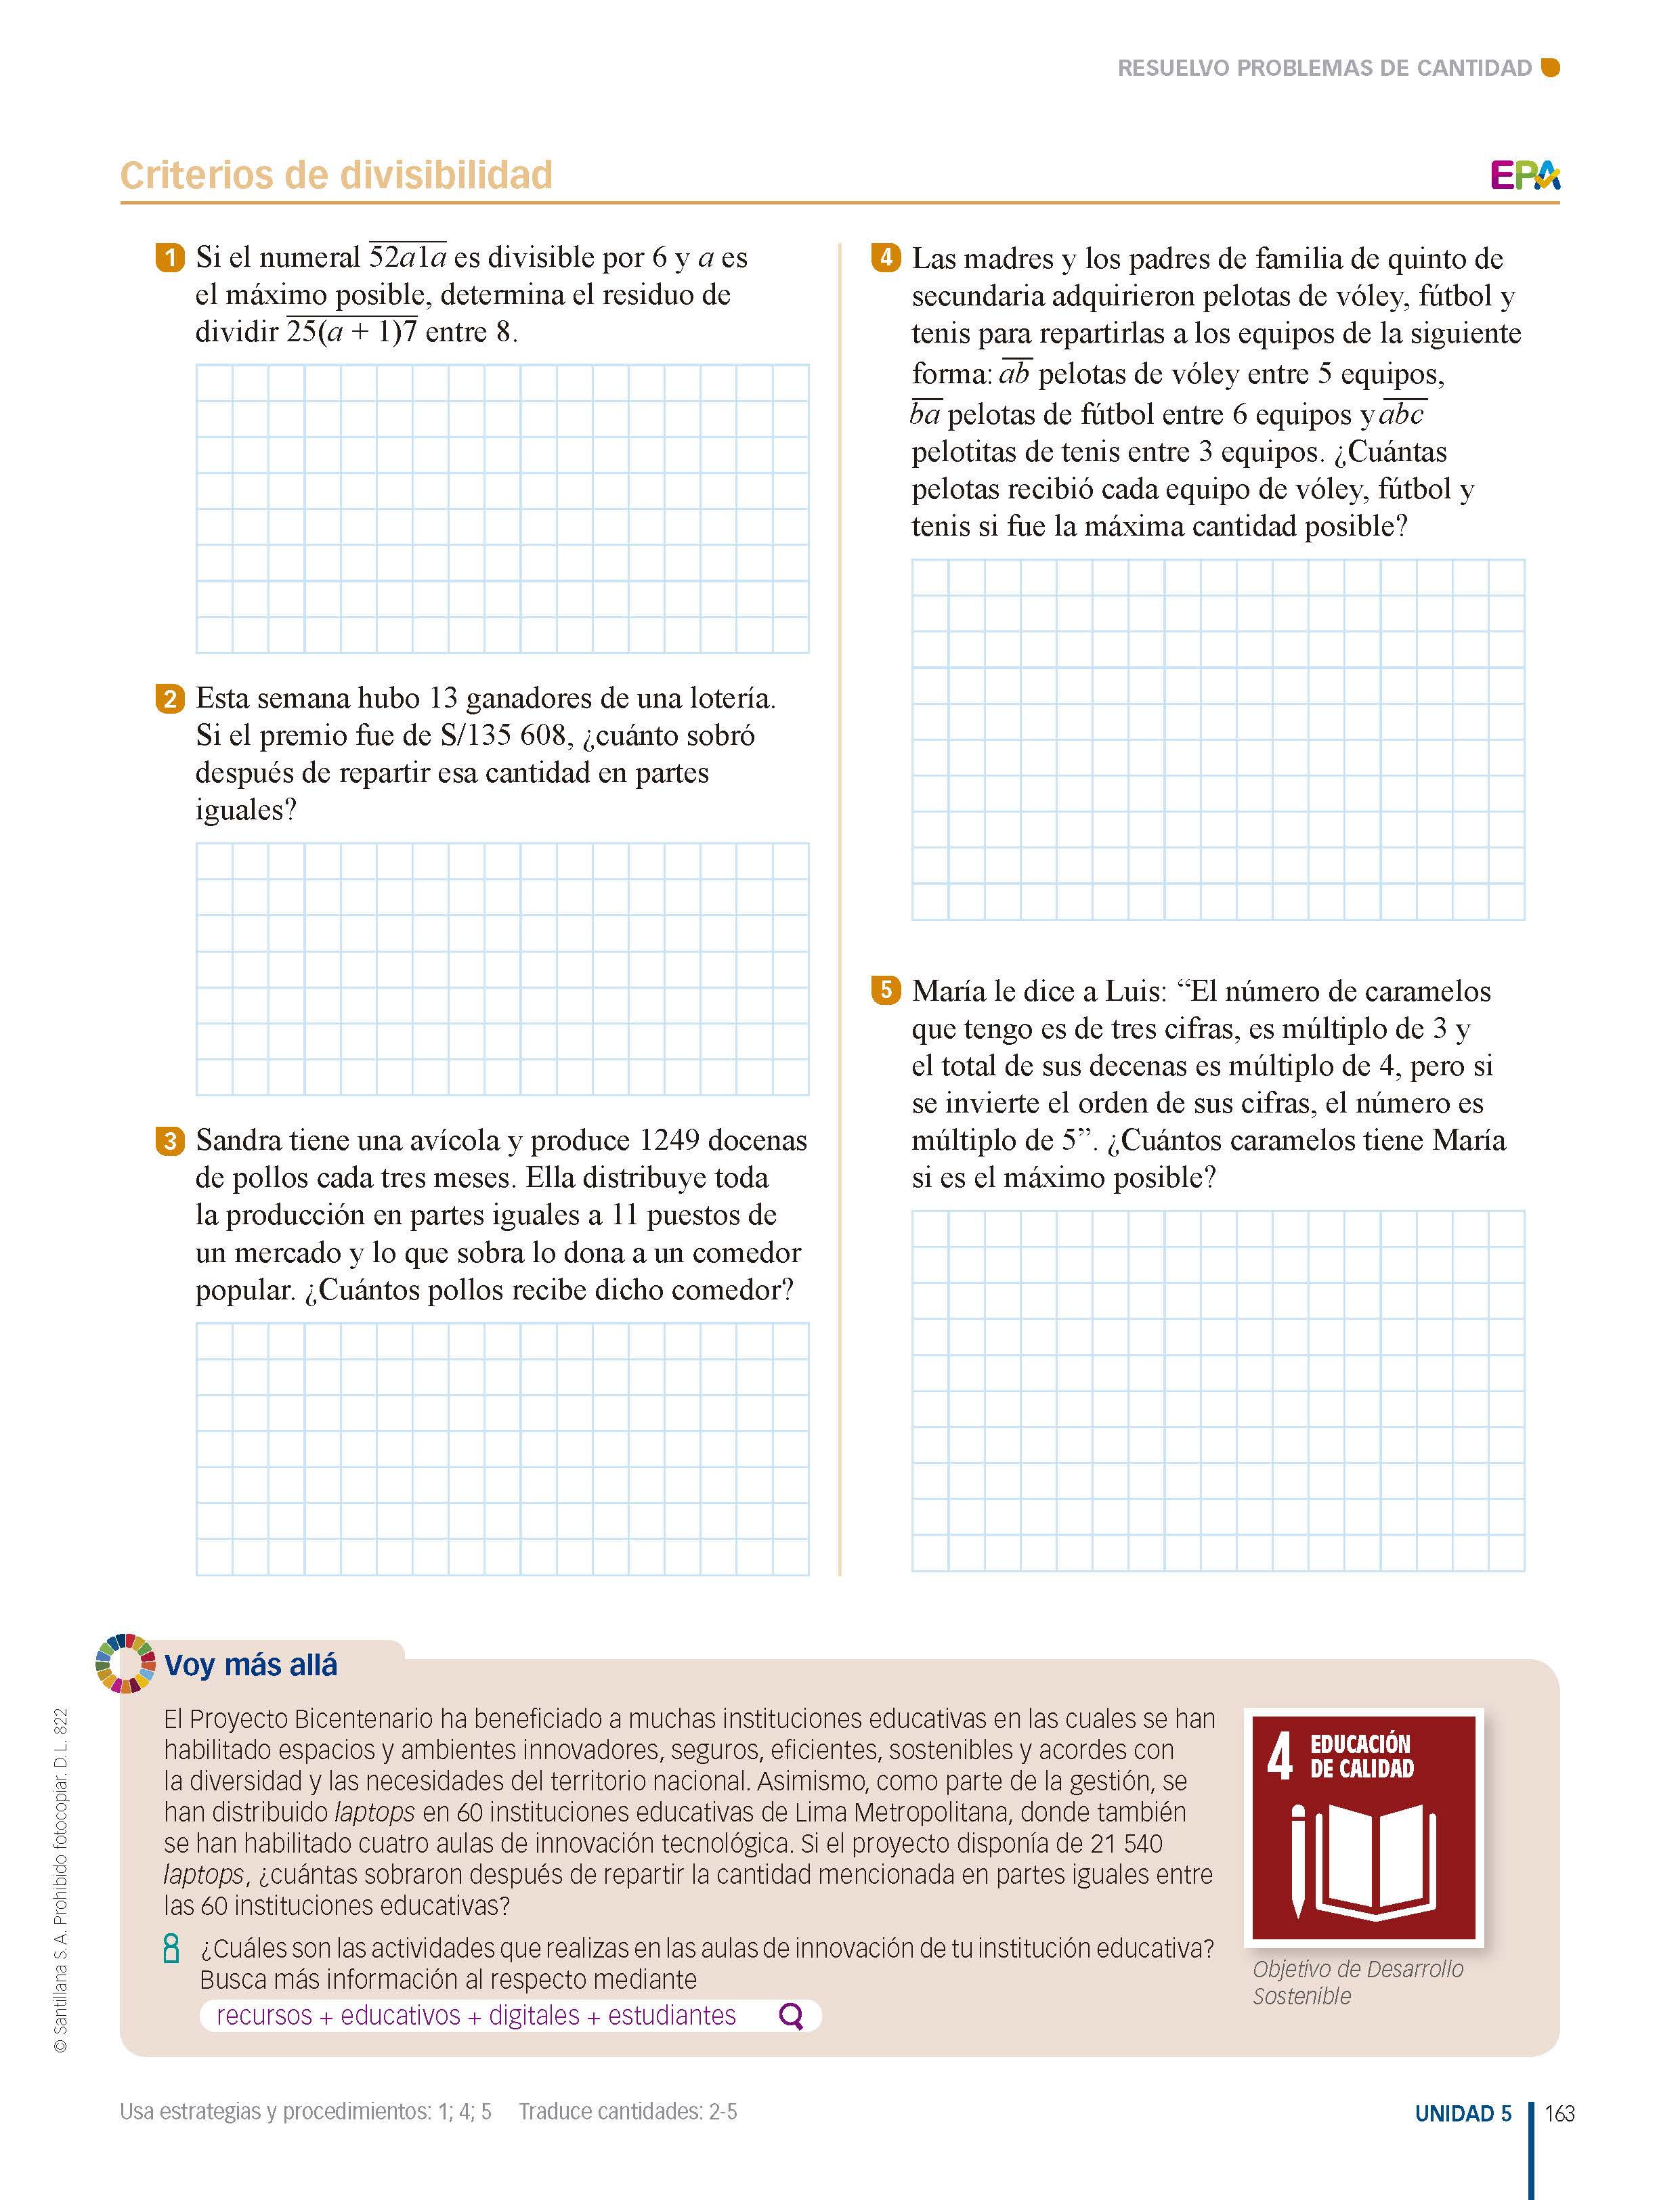 RESUELVO PROBLEMAS DE CANTIDAD
Criterios de divisibilidad
EPA
1 Si el numeral 52a1a es divisible por 6 y a es
el máximo posible, determina el residuo de
dividir 25(a + 1)7 entre 8.
2 Esta semana hubo 13 ganadores de una lotería.
Si el premio fue de S/135 608, ¿cuánto sobró
después de repartir esa cantidad en partes
iguales?
3 Sandra tiene una avícola y produce 1249 docenas
de pollos cada tres meses. Ella distribuye toda
la producción en partes iguales a 11 puestos de
un mercado y lo que sobra lo dona a un comedor
popular. ¿Cuántos pollos recibe dicho comedor?
4 Las madres y los padres de familia de quinto de
secundaria adquirieron pelotas de vóley, fútbol y
tenis para repartirlas a los equipos de la siguiente
forma: ab pelotas de vóley entre 5 equipos,
ba pelotas de fútbol entre 6 equipos y abc
pelotitas de tenis entre 3 equipos. ¿Cuántas
pelotas recibió cada equipo de vóley, fútbol y
tenis si fue la máxima cantidad posible?
5 María le dice a Luis: “El número de caramelos
que tengo es de tres cifras, es múltiplo de 3 y
el total de sus decenas es múltiplo de 4, pero si
se invierte el orden de sus cifras, el número es
múltiplo de 5”. ¿Cuántos caramelos tiene María
si es el máximo posible?
Voy más allá
El Proyecto Bicentenario ha beneficiado a muchas instituciones educativas en las cuales se han
habilitado espacios y ambientes innovadores, seguros, eficientes, sostenibles y acordes con
la diversidad y las necesidades del territorio nacional. Asimismo, como parte de la gestión, se
han distribuido laptops en 60 instituciones educativas de Lima Metropolitana, donde también
se han habilitado cuatro aulas de innovación tecnológica. Si el proyecto disponía de 21 540
laptops, ¿cuántas sobraron después de repartir la cantidad mencionada en partes iguales entre
las 60 instituciones educativas?
¿Cuáles son las actividades que realizas en las aulas de innovación de tu institución educativa?
Busca más información al respecto mediante
recursos + educativos + digitales + estudiantes
4 EDUCACIÓN
DE CALIDAD
Objetivo de Desarrollo
Sostenible
© Santillana S. A. Prohibido fotocopiar. D. L. 822
Usa estrategias y procedimientos: 1; 4; 5 Traduce cantidades: 2-5
UNIDAD 5 163